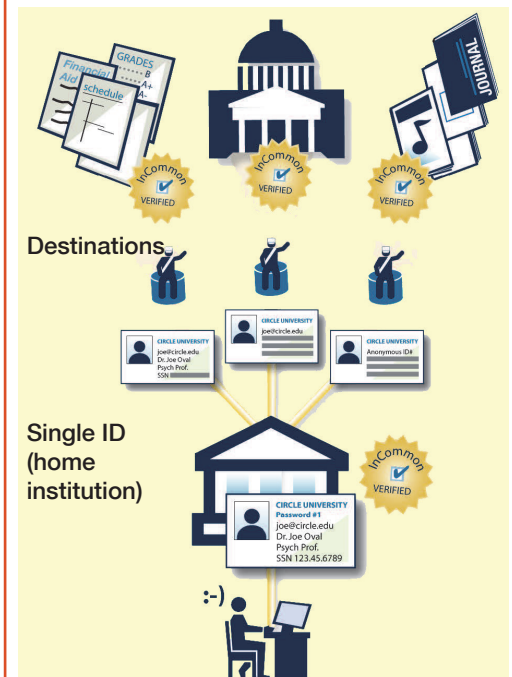 Financial
Aid
GRADES
B
A+
A-
schedule
JOURNAL
InCommon
VERIFIED
InCommon
VERIFIED
InCommon
VERIFIED
Destinations
CIRCLE UNIVERSITY
joe@circle.edu
Dr. Joe Oval
Psych Prof.
SSN
CIRCLE UNIVERSITY
joe@circle.edu
CIRCLE UNIVERSITY
Anonymous ID#
Single ID
(home
institution)
InCommon
VERIFIED
CIRCLE UNIVERSITY
Password #1
joe@circle.edu
Dr. Joe Oval
Psych Prof.
SSN 123.45.6789
:-)